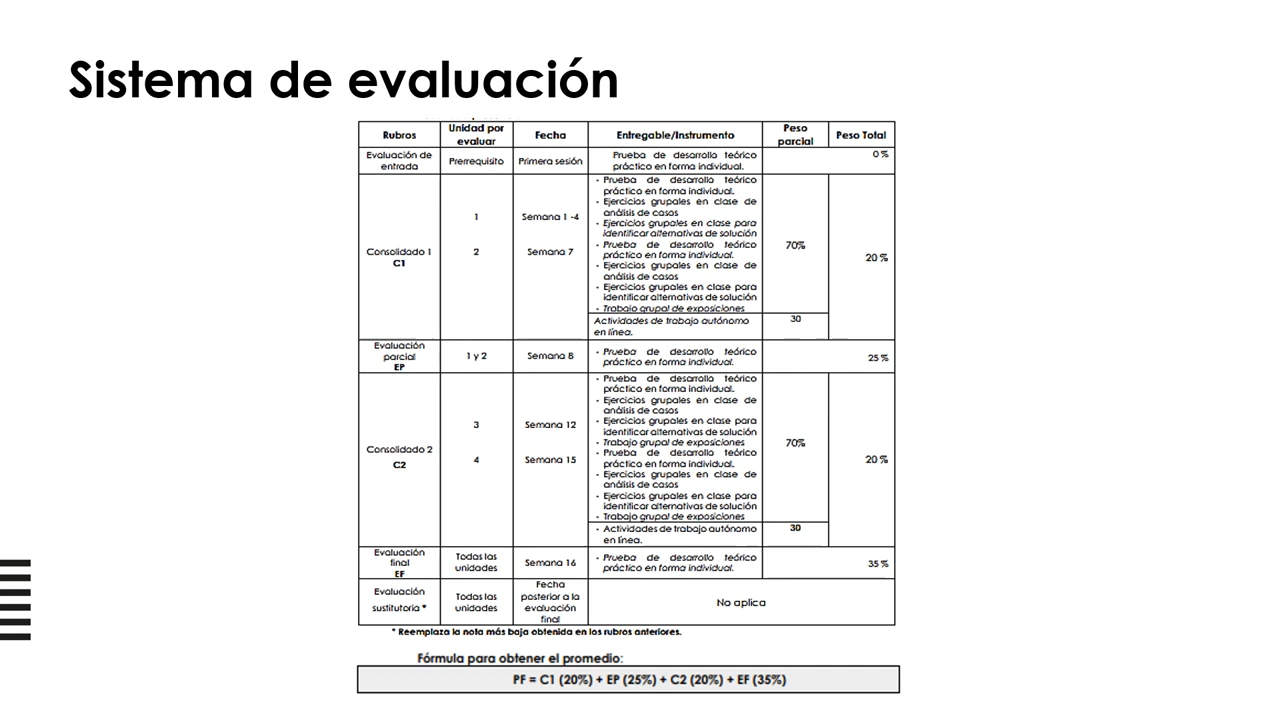 Sistema de evaluación
Rubros
Unidad por
evaluar
Fecha
Entregable/Instrumento
Peso
parcial
Peso Total
Evaluación de
entrada
Prerrequisito
Primera sesión
Prueba de desarrollo teórico
práctico en forma individual.
0 %
Consolidado 1
C1
1
2
Semana 1 -4
Semana 7
- Prueba de desarrollo teórico
práctico en forma individual.
- Ejercicios grupales en clase de
análisis de casos
- Ejercicios grupales en clase para
identificar alternativas de solución
- Prueba de desarrollo teórico
práctico en forma individual.
- Ejercicios grupales en clase de
análisis de casos
- Ejercicios grupales en clase para
identificar alternativas de solución
- Trabajo grupal de exposiciones
70%
20 %
Actividades de trabajo autónomo
en línea.
30
Evaluación
parcial
EP
1 y 2
Semana 8
- Prueba de desarrollo teórico
práctico en forma individual.
25 %
Consolidado 2
C2
3
4
Semana 12
Semana 15
- Prueba de desarrollo teórico
práctico en forma individual.
- Ejercicios grupales en clase de
análisis de casos
- Ejercicios grupales en clase para
identificar alternativas de solución
- Trabajo grupal de exposiciones
- Prueba de desarrollo teórico
práctico en forma individual.
- Ejercicios grupales en clase de
análisis de casos
- Ejercicios grupales en clase para
identificar alternativas de solución
- Trabajo grupal de exposiciones
70%
20 %
- Actividades de trabajo autónomo
en línea.
30
Evaluación
final
EF
Todas las
unidades
Semana 16
- Prueba de desarrollo teórico
práctico en forma individual.
35 %
Evaluación
sustitutoria *
Todas las
unidades
Fecha
posterior a la
evaluación
final
No aplica
* Reemplaza la nota más baja obtenida en los rubros anteriores.
Fórmula para obtener el promedio:
PF = C1 (20%) + EP (25%) + C2 (20%) + EF (35%)